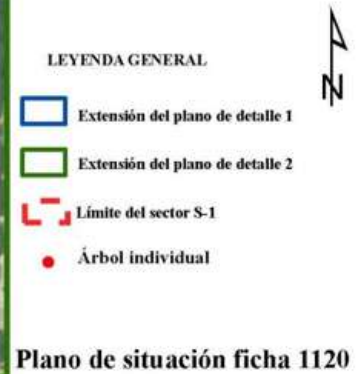 N
LEYENDA GENERAL
Extensión del plano de detalle 1
Extensión del plano de detalle 2
Límite del sector S-1
Árbol individual
Plano de situación ficha 1120